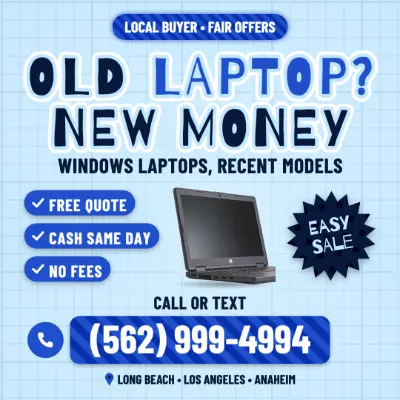 LOCAL BUYER • FAIR OFFERS
OLD LAPTOP?
NEW MONEY
WINDOWS LAPTOPS, RECENT MODELS
FREE QUOTE
CASH SAME DAY
NO FEES
EASY
SALE
CALL OR TEXT
(562) 999-4994
LONG BEACH • LOS ANGELES • ANAHEIM